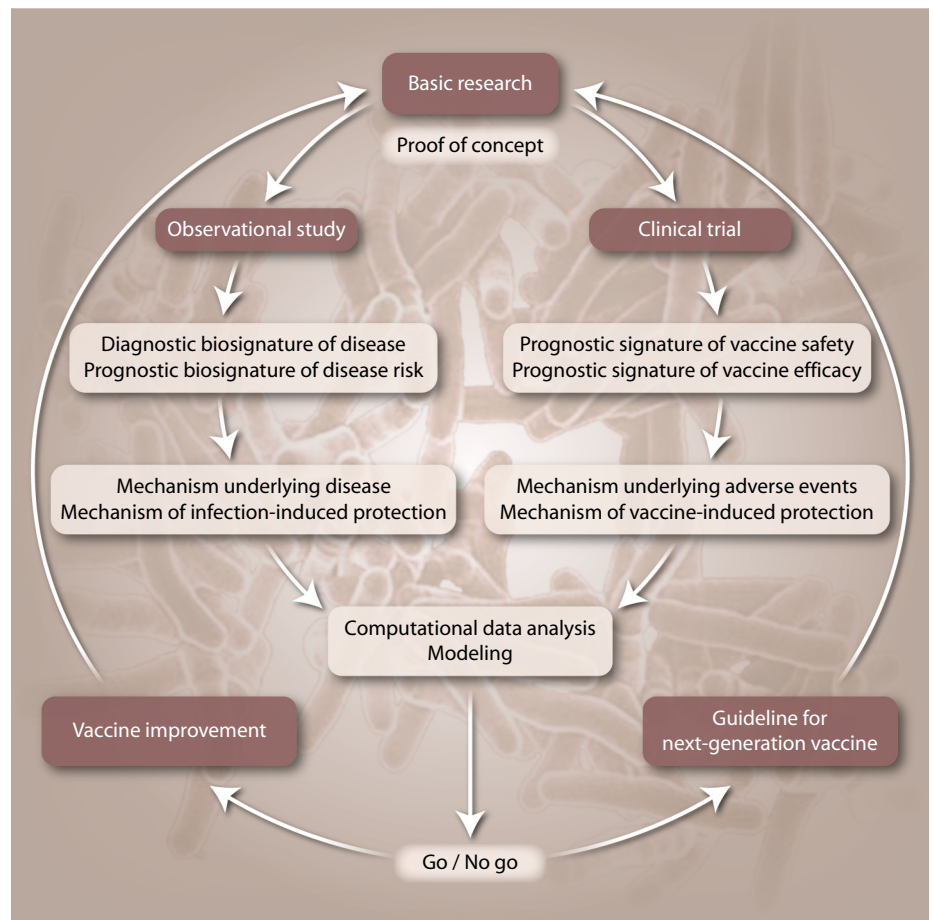 Basic research
Proof of concept
Observational study
Clinical trial
Diagnostic biosignature of disease
Prognostic biosignature of disease risk
Prognostic signature of vaccine safety
Prognostic signature of vaccine efficacy
Mechanism underlying disease
Mechanism of infection-induced protection
Mechanism underlying adverse events
Mechanism of vaccine-induced protection
Computational data analysis
Modeling
Vaccine improvement
Guideline for
next-generation vaccine
Go / No go